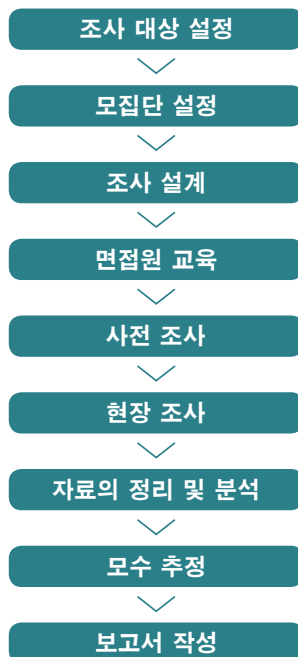 조사 대상 설정
모집단 설정
조사 설계
면접원 교육
사전 조사
현장 조사
자료의 정리 및 분석
모수 추정
보고서 작성